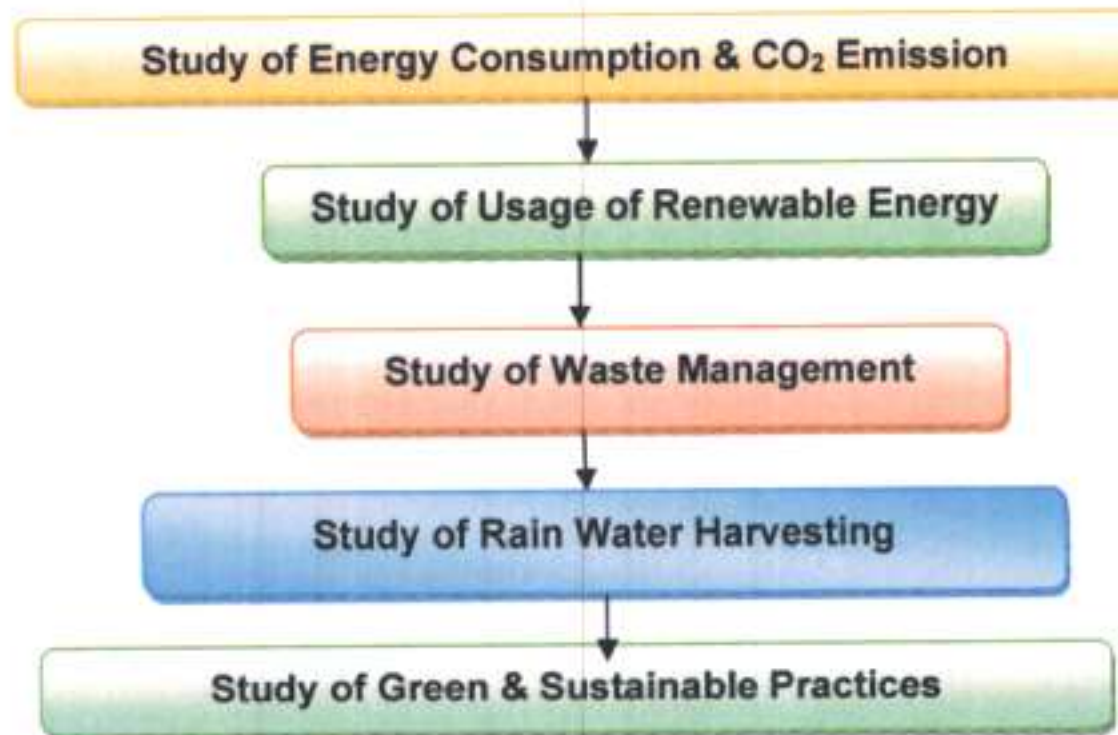 Study of Energy Consumption & CO₂ Emission
Study of Usage of Renewable Energy
Study of Waste Management
Study of Rain Water Harvesting
Study of Green & Sustainable Practices